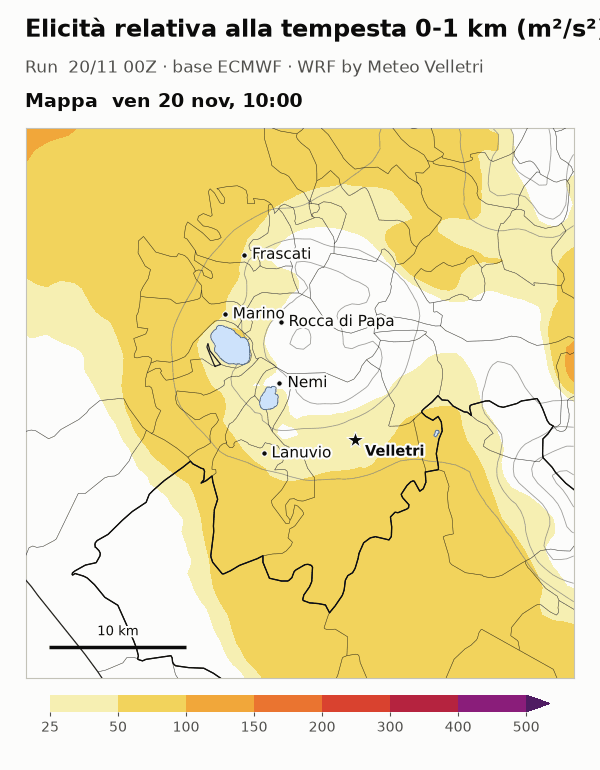 Elicità relativa alla tempesta 0-1 km (m²/s²)
Run 20/11 00Z · base ECMWF · WRF by Meteo Velletri
Mappa ven 20 nov, 10:00
Frascati
Marino
Rocca di Papa
Nemi
Lanuvio
Velletri
10 km
25 50 100 150 200 300 400 500